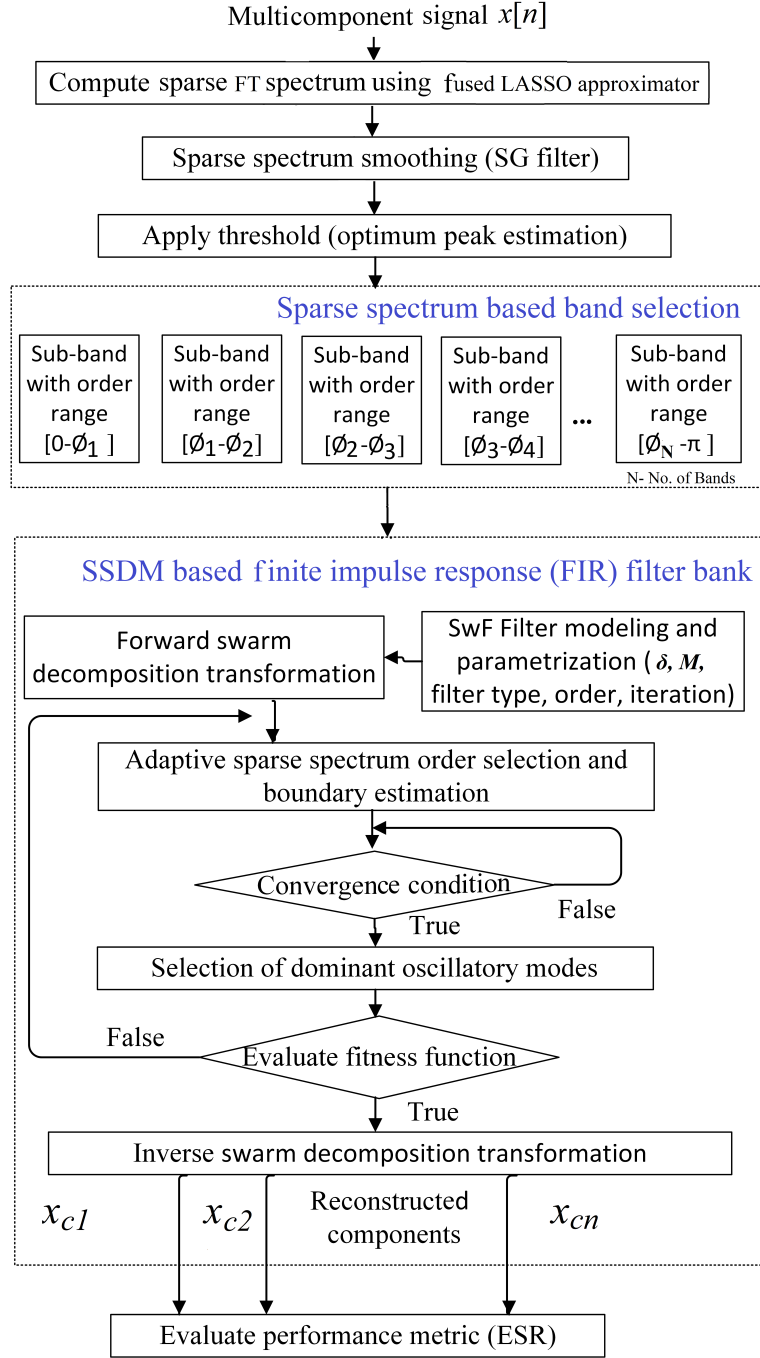 Multicomponent signal x[n]
Compute sparse FT spectrum using fused LASSO approximator
Sparse spectrum smoothing (SG filter)
Apply threshold (optimum peak estimation)
Sparse spectrum based band selection
Sub-band
with order
range
[0-Ø1 ]
Sub-band
with order
range
[Ø1-Ø2]
Sub-band
with order
range
[Ø2-Ø3]
Sub-band
with order
range
[Ø3-Ø4]
...
Sub-band
with order
range
[ØN -π ]
N- No. of Bands
SSDM based finite impulse response (FIR) filter bank
Forward swarm
decomposition transformation
SwF Filter modeling and
parametrization ( δ, M,
filter type, order, iteration)
Adaptive sparse spectrum order selection and
boundary estimation
Convergence condition
False
True
Selection of dominant oscillatory modes
False
Evaluate fitness function
True
Inverse swarm decomposition transformation
xc1
xc2
Reconstructed
components
xcn
Evaluate performance metric (ESR)